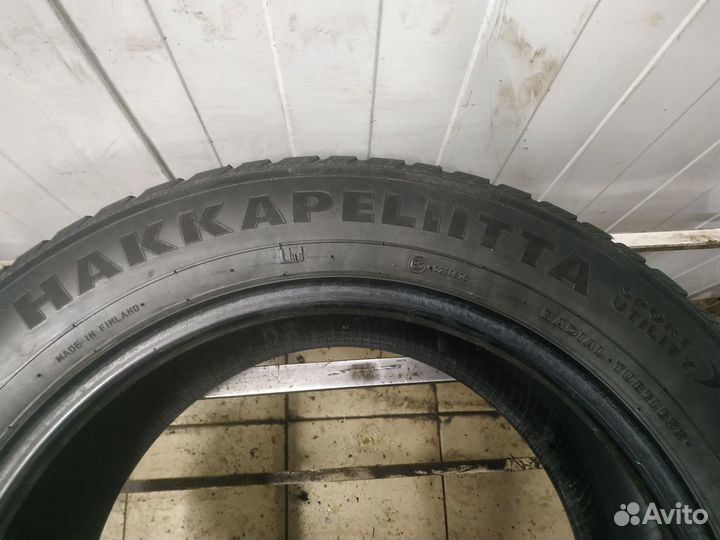 HAKKAPELIITTA
SPORT
UTILITY
MADE IN FINLAND·
RADIAL · TUBELESS ·
Avito